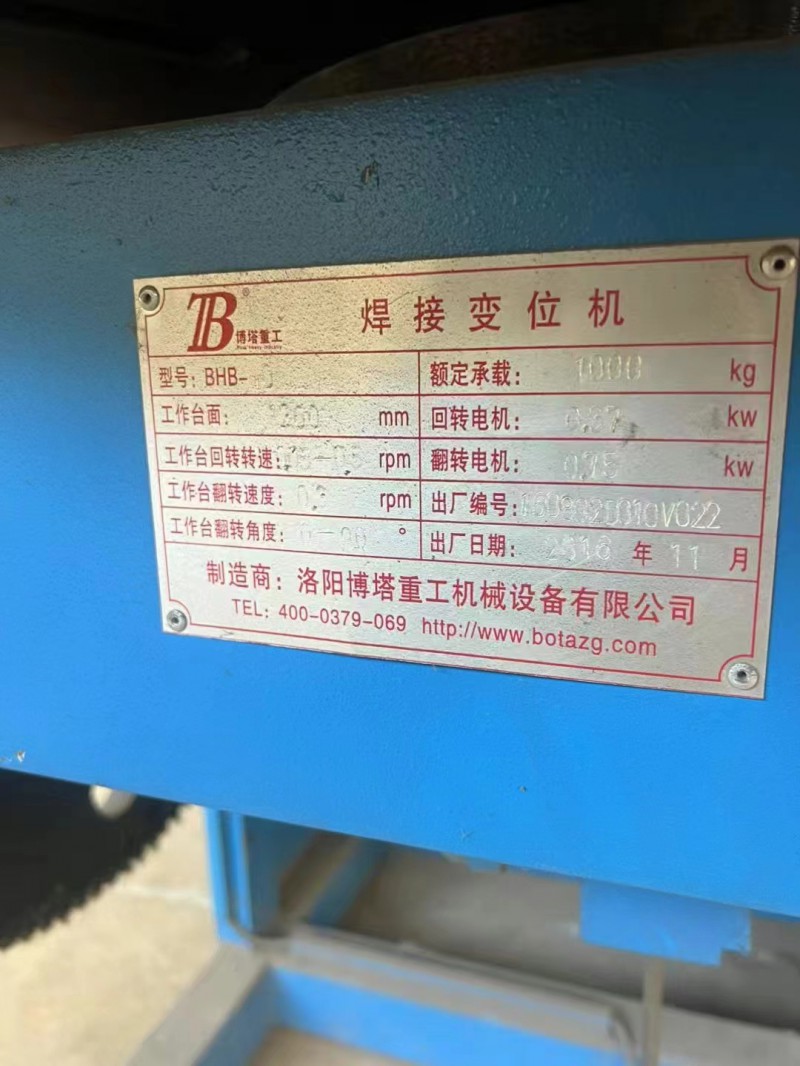 TB®
博塔重工
焊接变位机
型号: BHB- 额定承载: 1000 kg
工作台面: mm 回转电机: kw
工作台回转转速: rpm 翻转电机: 0.75 kw
工作台翻转速度: rpm 出厂编号:
工作台翻转角度: ° 出厂日期: 2016 年 11 月
制造商: 洛阳博塔重工机械设备有限公司
TEL: 400-0379-069 http://www.botazg.com